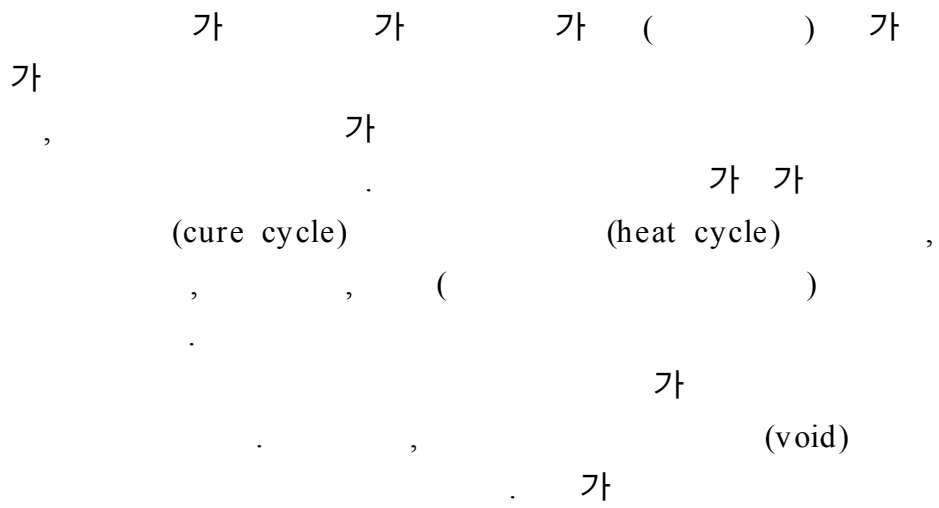 가 가 가 ( ) 가
가
, 가
. 가 가
(cure cycle) (heat cycle) ,
, , ( )
.
가
. , (void)
. 가